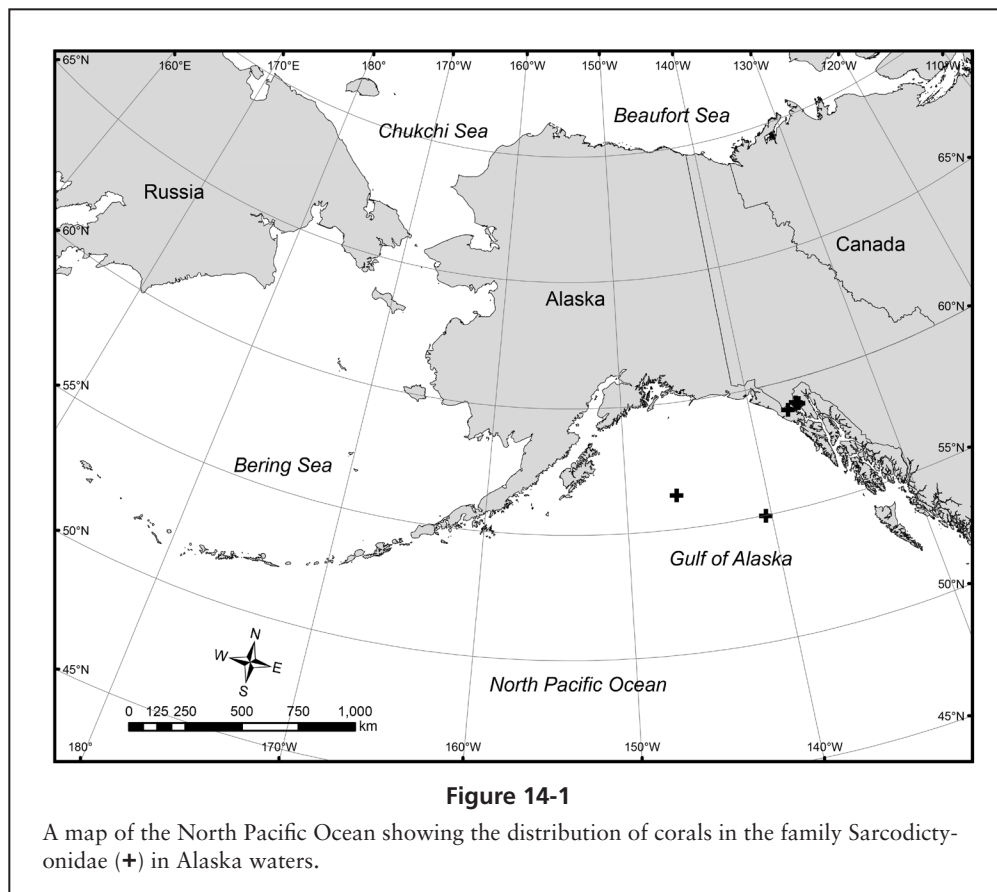 65°N 160°E 170°E 180° 170°W 160°W 150°W 140°W 130°W 120°W 110°W
Beaufort Sea
Chukchi Sea
65°N
Russia
60°N
Canada
Alaska
60°N
55°N
55°N
Bering Sea
50°N
Gulf of Alaska
50°N
N
W E
S
45°N
North Pacific Ocean
0 125 250 500 750 1,000
km
45°N
180° 170°W 160°W 150°W 140°W
Figure 14-1
A map of the North Pacific Ocean showing the distribution of corals in the family Sarcodicty-
onidae (+) in Alaska waters.